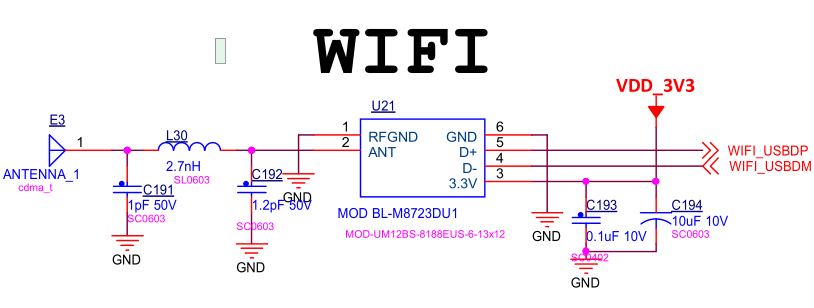 WIFI
VDD_3V3
E3
1
ANTENNA_1
cdma_t
L30
2.7nH
SL0603
C191
1pF 50V
SC0603
GND
C192
1.2pF 50V
SC0603
GND
GND
U21
1
2
RFGND
ANT
GND
D+
D-
3.3V
6
5
4
3
MOD BL-M8723DU1
MOD-UM12BS-8188EUS-6-13x12
WIFI_USBDP
WIFI_USBDM
GND
C193
0.1uF 10V
SC0402
GND
C194
10uF 10V
SC0603